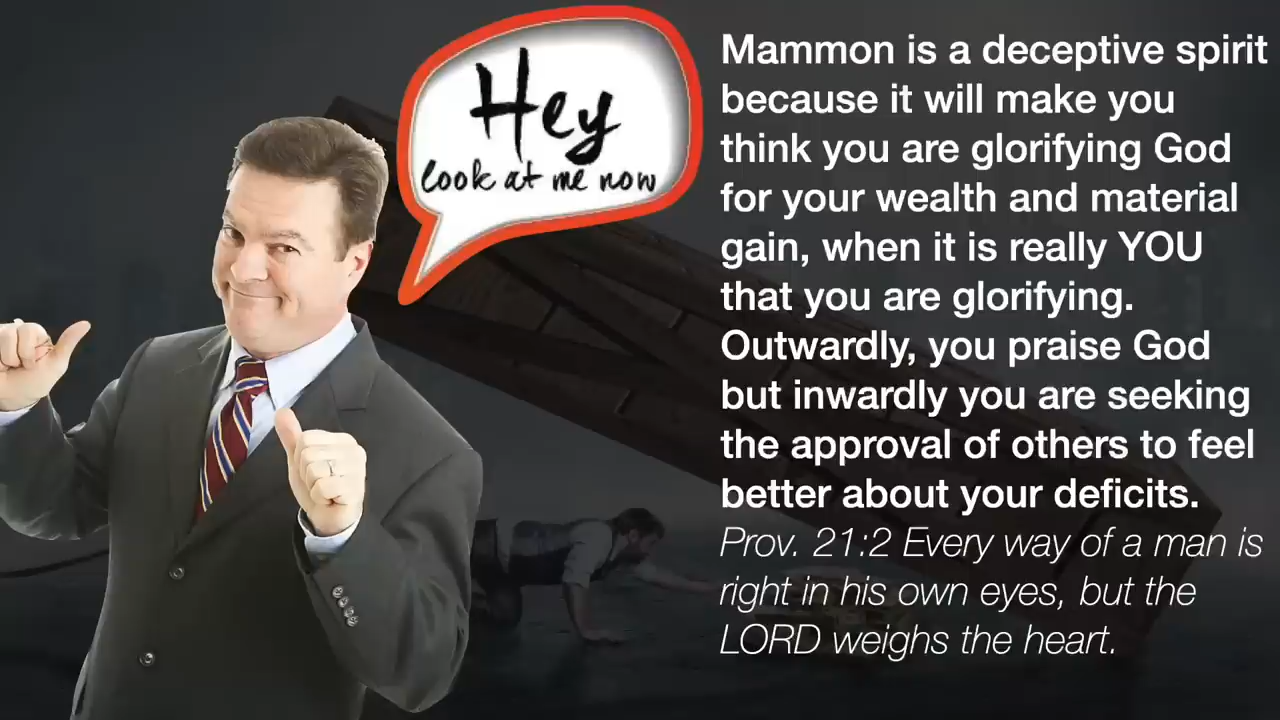 Hey
look at me now
Mammon is a deceptive spirit
because it will make you
think you are glorifying God
for your wealth and material
gain, when it is really YOU
that you are glorifying.
Outwardly, you praise God
but inwardly you are seeking
the approval of others to feel
better about your deficits.
Prov. 21:2 Every way of a man is
right in his own eyes, but the
LORD weighs the heart.